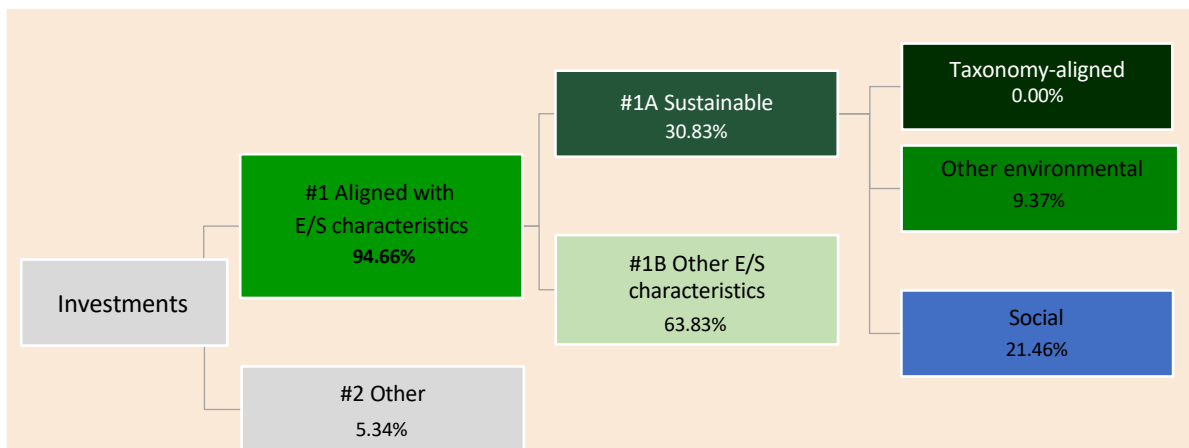 Investments
#1 Aligned with
E/S characteristics
94.66%
#2 Other
5.34%
#1A Sustainable
30.83%
#1B Other E/S
characteristics
63.83%
Taxonomy-aligned
0.00%
Other environmental
9.37%
Social
21.46%